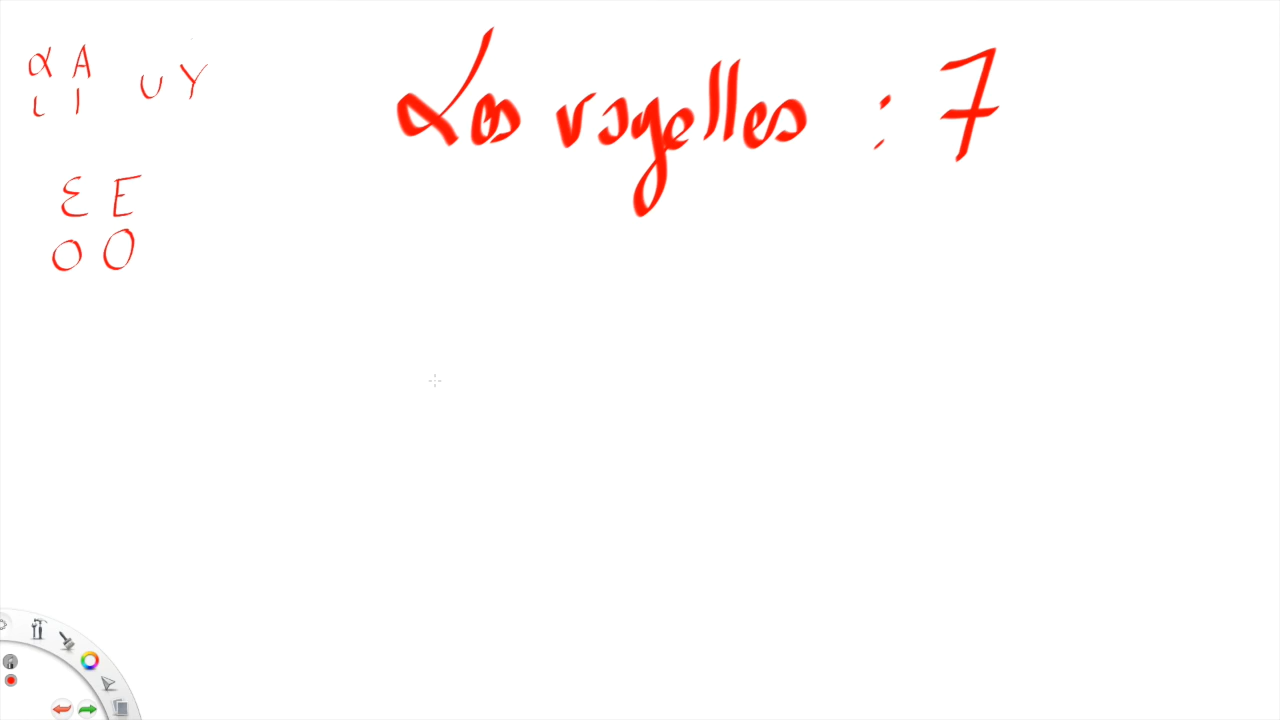 Les voyelles : 7
α Α
ι Ι
υ Υ
ε Ε
ο Ο